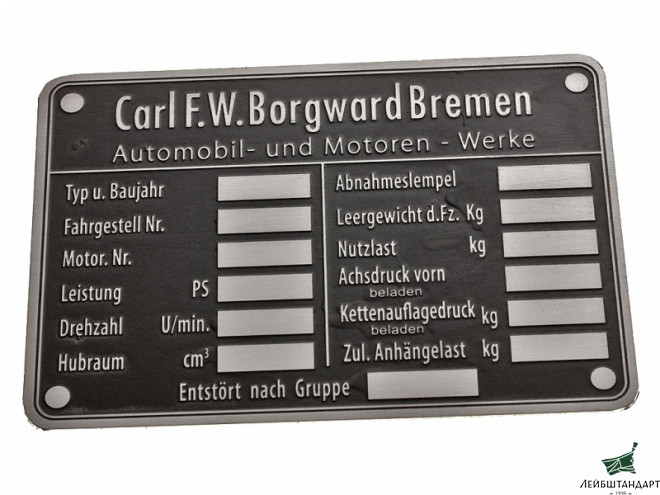 Carl F.W. Borgward Bremen
Automobil- und Motoren - Werke
Typ u. Baujahr
Fahrgestell Nr.
Motor. Nr.
Leistung PS
Drehzahl U/min.
Hubraum cm³
Abnahmeslempel
Leergewicht d.Fz. Kg
Nutzlast kg
Achsdruck vorn
beladen
Kettenauflagedruck kg
beladen
Zul. Anhängelast kg
Entstört nach Gruppe
ЛЕЙБШТАНДАРТ
1998